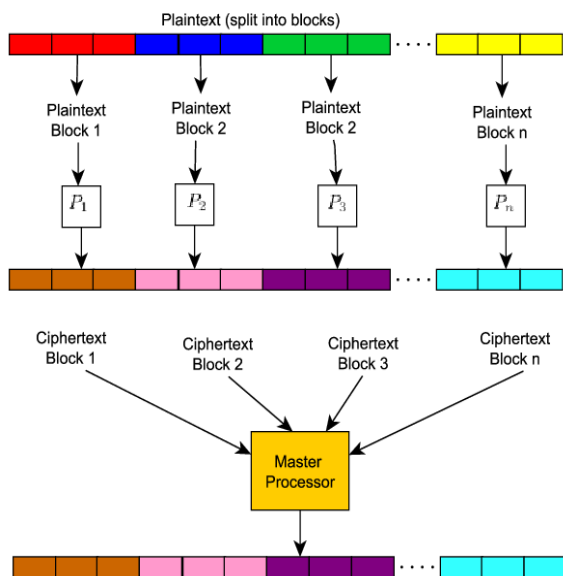 Plaintext (split into blocks)
Plaintext
Block 1
Plaintext
Block 2
Plaintext
Block 2
Plaintext
Block n
P₁
P₂
P₃
Pₙ
Ciphertext
Block 1
Ciphertext
Block 2
Ciphertext
Block 3
Ciphertext
Block n
Master
Processor